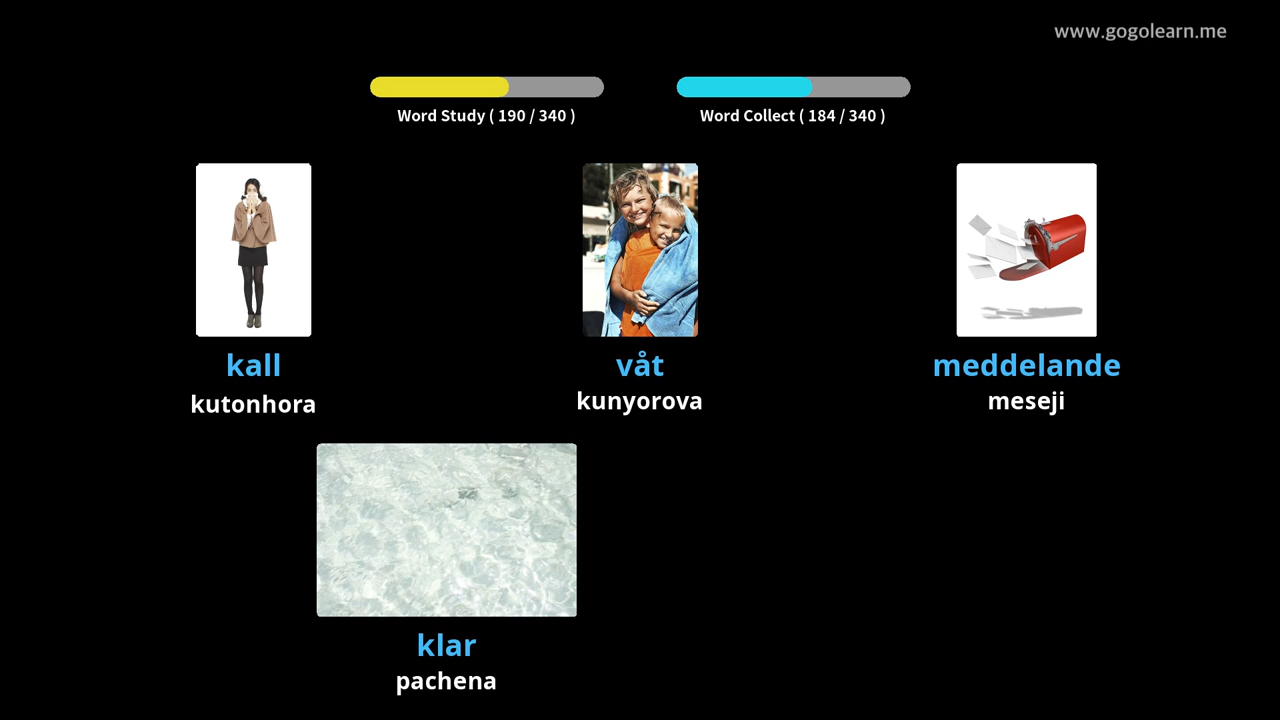 www.gogolearn.me
Word Study ( 190 / 340 )
Word Collect ( 184 / 340 )
kall
kutonhora
våt
kunyorova
meddelande
meseji
klar
pachena